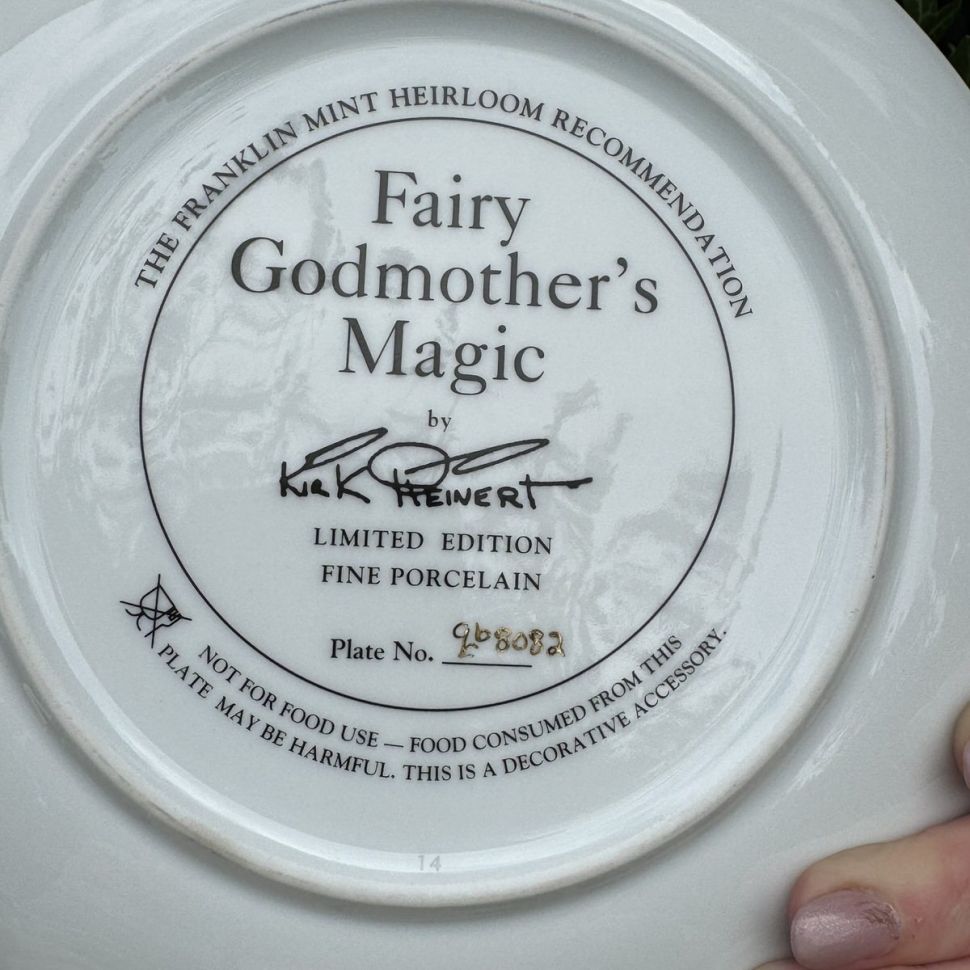 THE FRANKLIN MINT HEIRLOOM RECOMMENDATION
Fairy
Godmother's
Magic
by
KIRK REINERT
LIMITED EDITION
FINE PORCELAIN
Plate No. qb8082
NOT FOR FOOD USE — FOOD CONSUMED FROM THIS
PLATE MAY BE HARMFUL. THIS IS A DECORATIVE ACCESSORY.
14